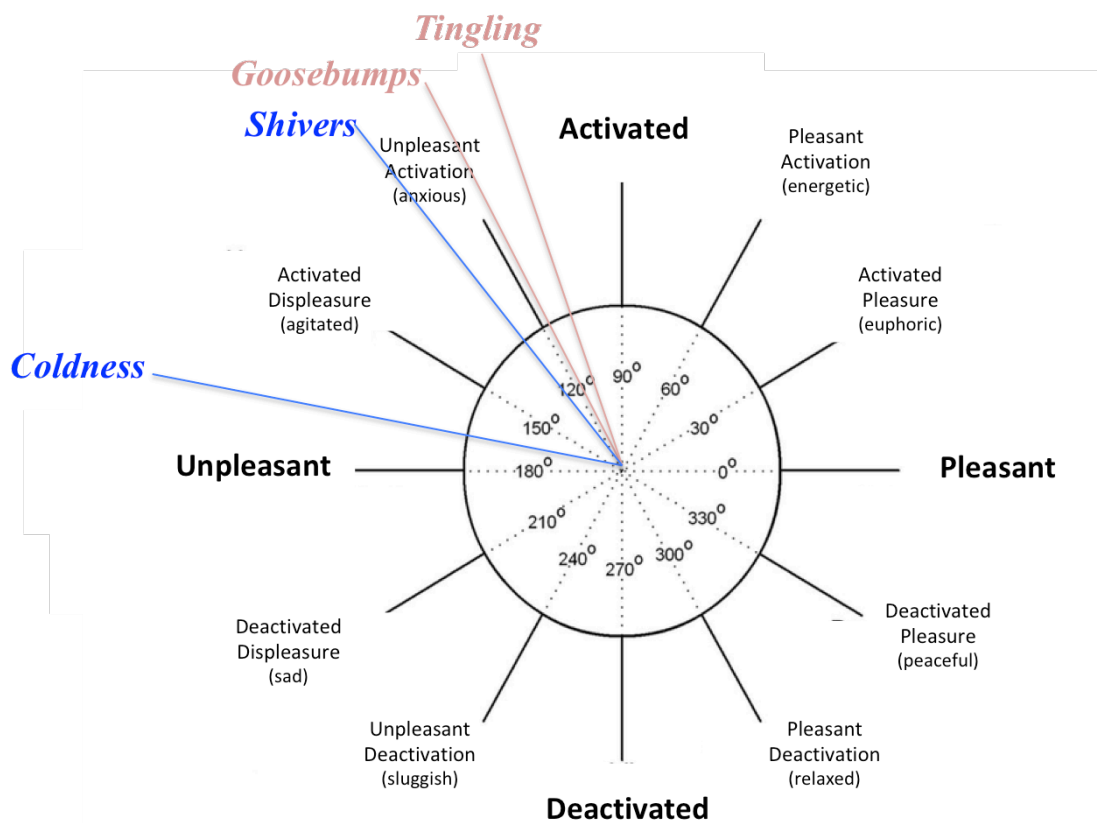 Tingling
Goosebumps
Shivers
Activated
Unpleasant
Activation
(anxious)
Pleasant
Activation
(energetic)
Activated
Displeasure
(agitated)
Activated
Pleasure
(euphoric)
Coldness
120°
90°
60°
150°
30°
Unpleasant
180°
0°
Pleasant
210°
330°
240°
270°
300°
Deactivated
Displeasure
(sad)
Deactivated
Pleasure
(peaceful)
Unpleasant
Deactivation
(sluggish)
Pleasant
Deactivation
(relaxed)
Deactivated